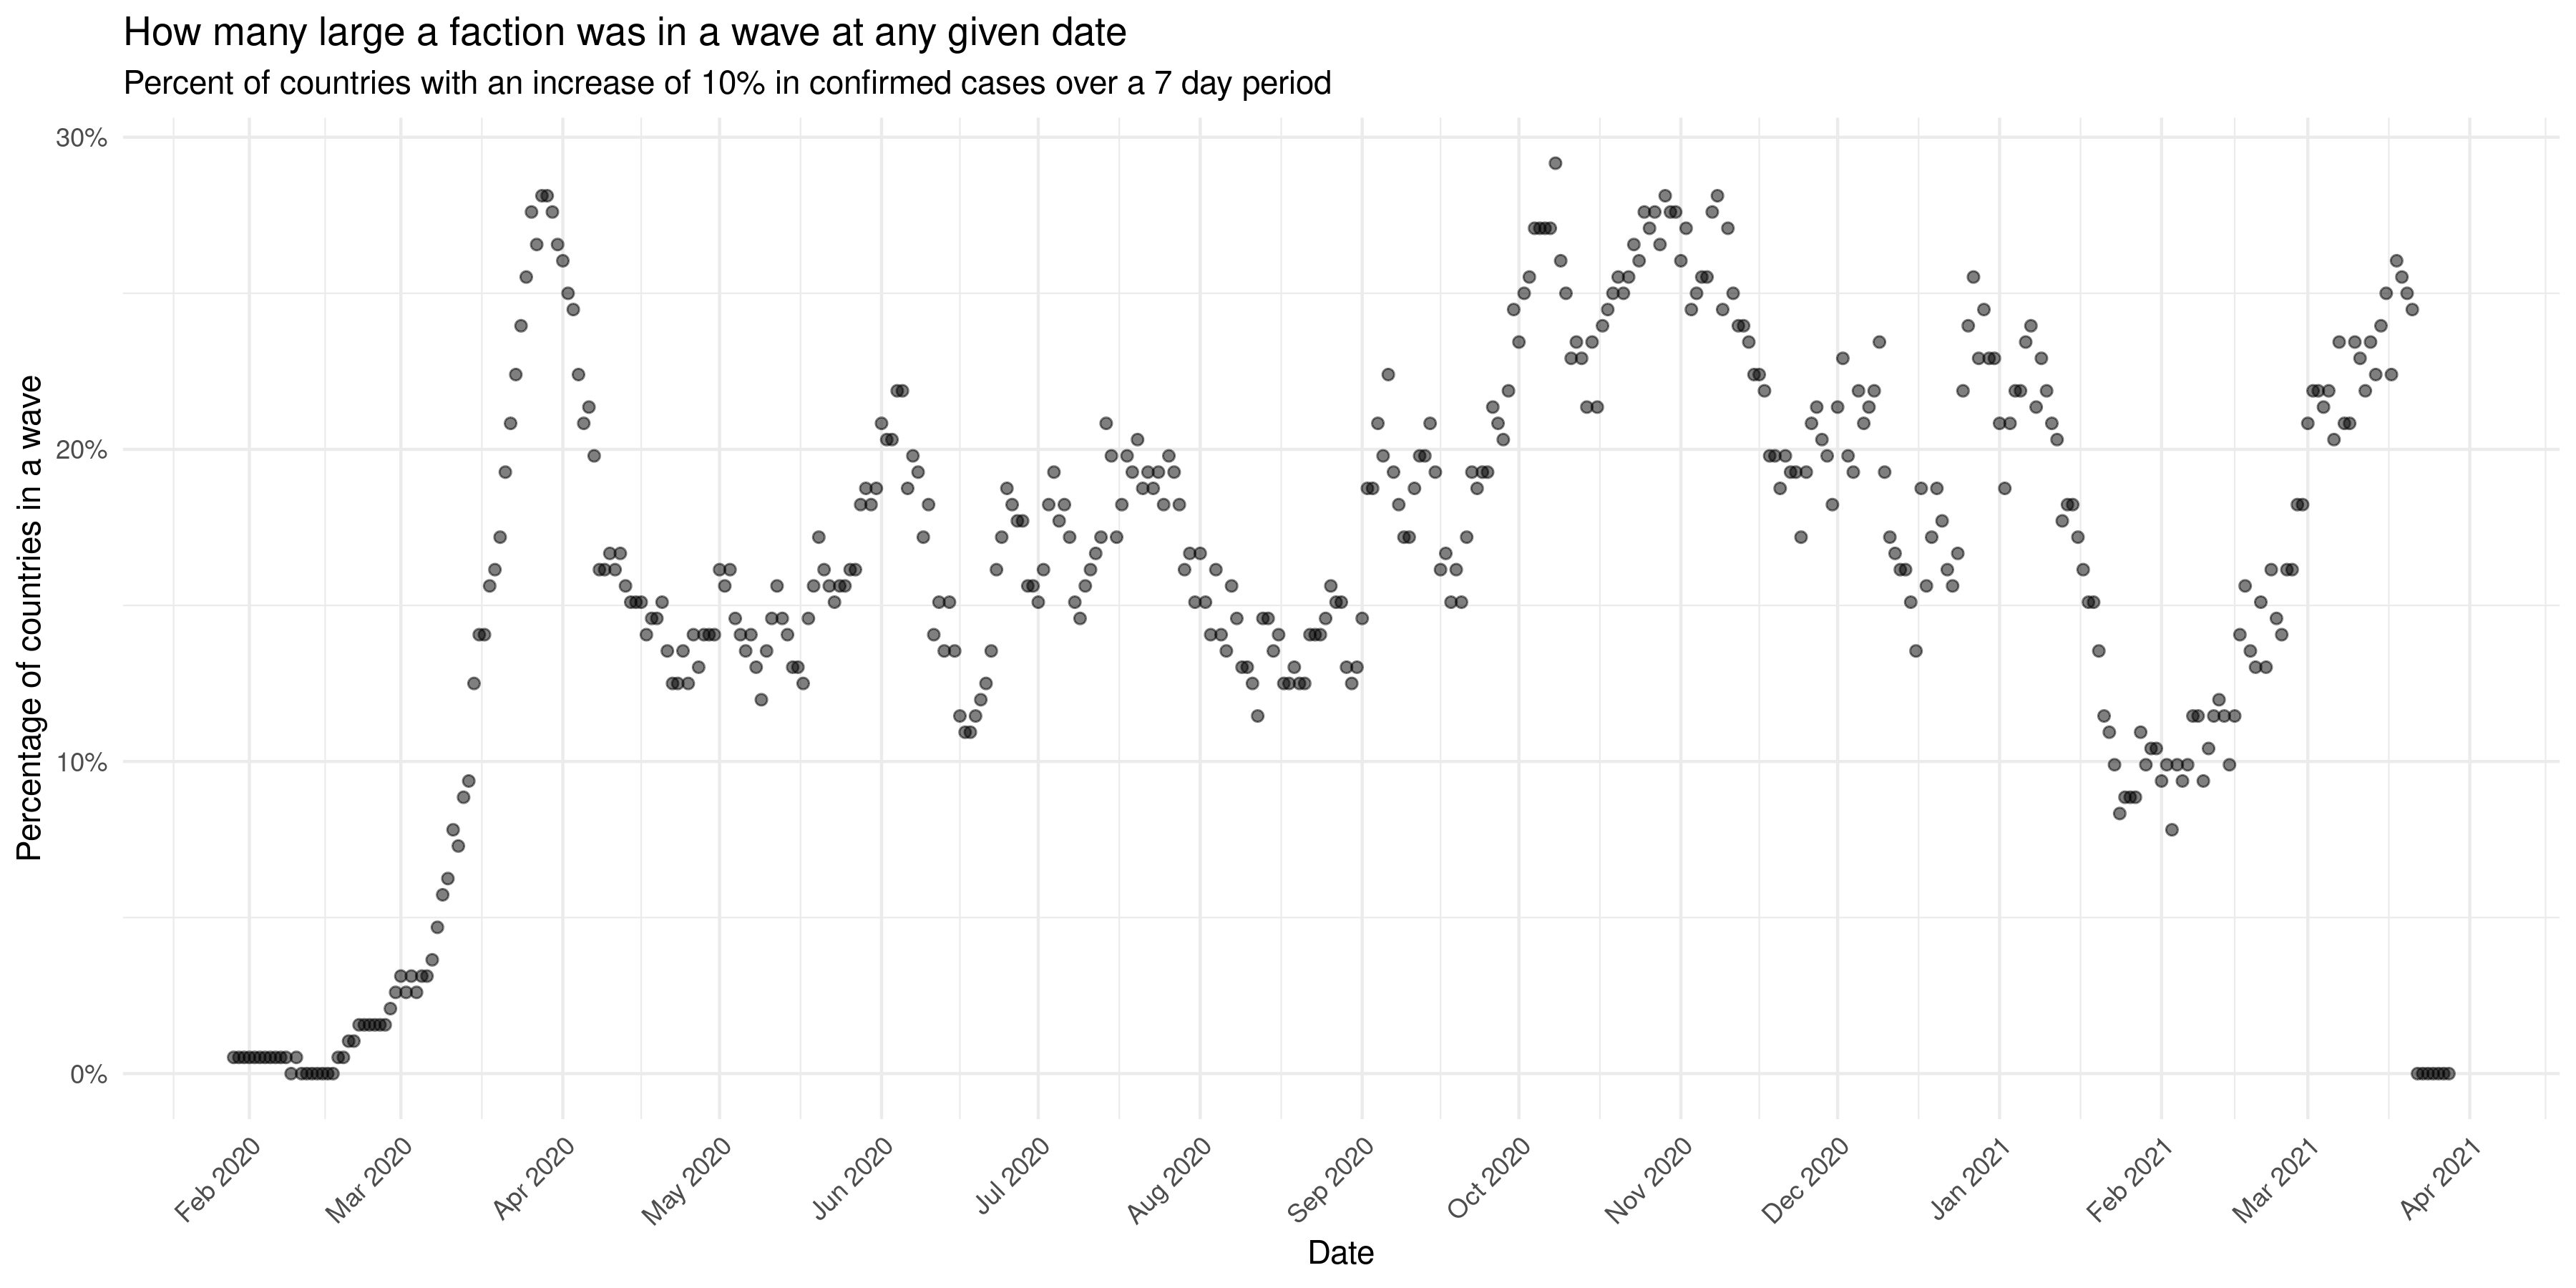 How many large a faction was in a wave at any given date
Percent of countries with an increase of 10% in confirmed cases over a 7 day period
Percentage of countries in a wave
30%
20%
10%
0%
Feb 2020
Mar 2020
Apr 2020
May 2020
Jun 2020
Jul 2020
Aug 2020
Sep 2020
Oct 2020
Nov 2020
Dec 2020
Jan 2021
Feb 2021
Mar 2021
Apr 2021
Date